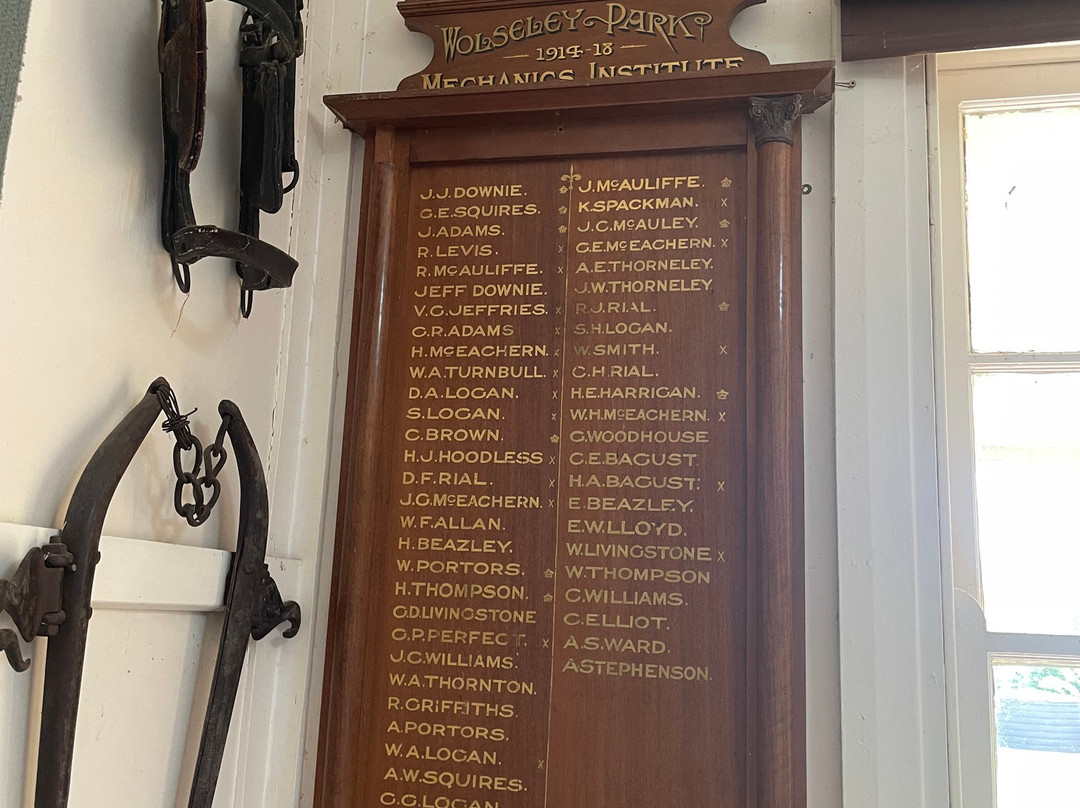 WOLSELEY PARK
1914-18
MECHANICS INSTITUTE
J.J.DOWNIE.
G.E.SQUIRES.
J.ADAMS.
R.LEVIS.
R.McAULIFFE. x
JEFF DOWNIE.
V.G.JEFFRIES. x
G.R.ADAMS x
H.McEACHERN. x
W.A.TURNBULL. x
D.A.LOGAN. x
S.LOGAN. x
C.BROWN.
H.J.HOODLESS x
D.F.RIAL. x
J.G.McEACHERN. x
W.F.ALLAN.
H.BEAZLEY.
W.PORTORS.
H.THOMPSON.
G.D.LIVINGSTONE
G.P.PERFECT. x
J.C.WILLIAMS.
W.A.THORNTON.
R.GRIFFITHS.
A.PORTORS.
W.A.LOGAN. x
A.W.SQUIRES.
G.G.LOGAN
J.McAULIFFE.
K.SPACKMAN. x
J.C.McAULEY.
G.E.McEACHERN. x
A.E.THORNELEY.
J.W.THORNELEY
R.J.RIAL.
S.H.LOGAN.
W.SMITH. x
C.H.RIAL.
H.E.HARRIGAN.
W.H.McEACHERN. x
G.WOODHOUSE
C.E.BAGUST.
H.A.BAGUST. x
E.BEAZLEY.
E.W.LLOYD.
W.LIVINGSTONE x
W.THOMPSON
C.WILLIAMS.
C.ELLIOT.
A.S.WARD.
A.STEPHENSON.